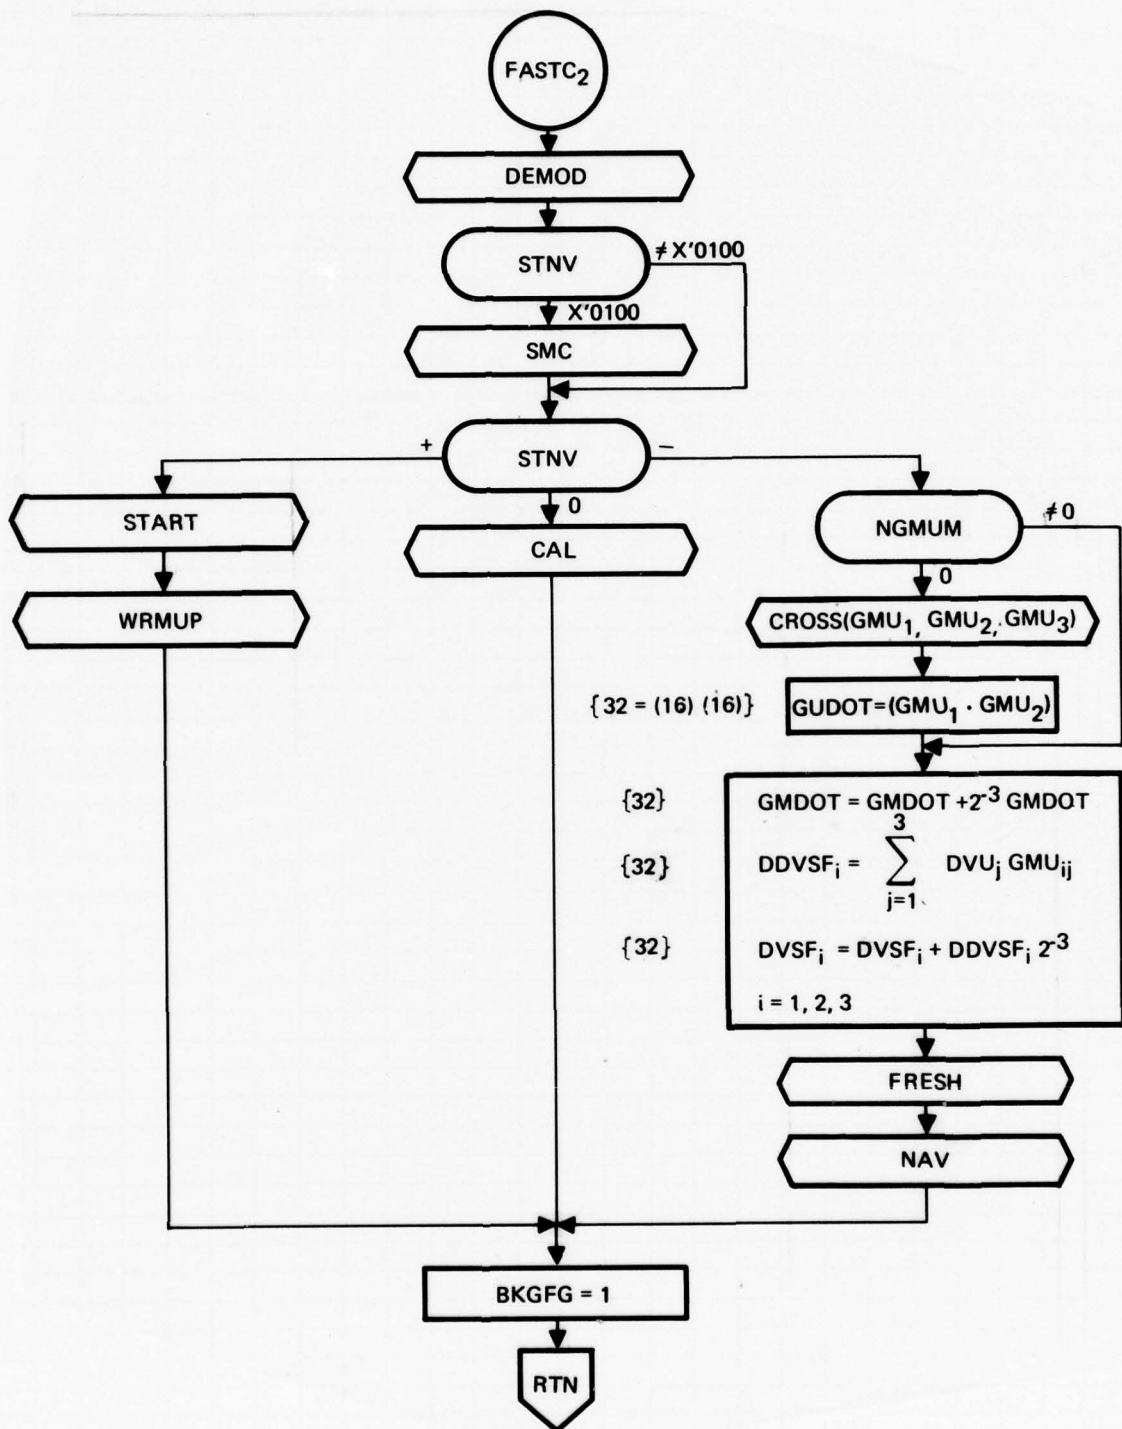 FASTC₂
DEMOD
STNV
≠ X'0100
X'0100
SMC
+
STNV
−
0
START
CAL
NGMUM
≠0
0
WRMUP
CROSS(GMU₁, GMU₂, GMU₃)
{32 = (16) (16)}
GUDOT=(GMU₁ · GMU₂)
{32}
GMDOT = GMDOT +2⁻³ GMDOT
{32}
DDVSFᵢ = ∑ DVUⱼ GMUᵢⱼ
3
j=1
{32}
DVSFᵢ = DVSFᵢ + DDVSFᵢ 2⁻³
i = 1, 2, 3
FRESH
NAV
BKGFG = 1
RTN